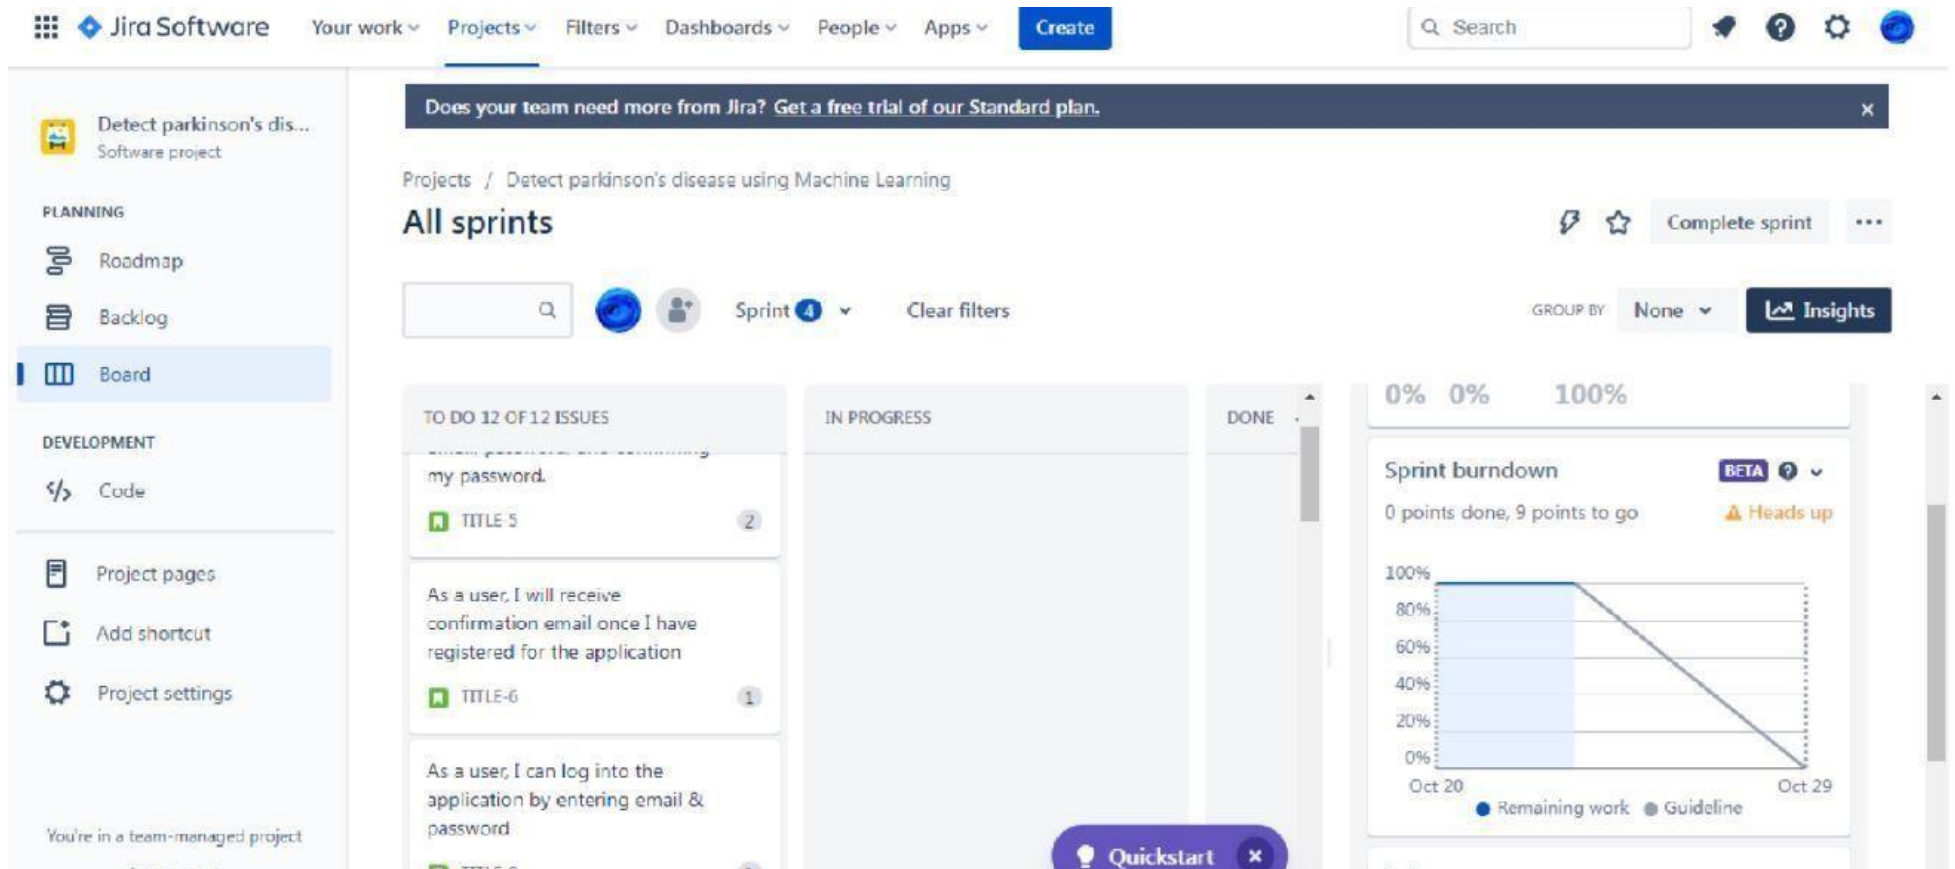 Jira Software Your work Projects Filters Dashboards People Apps Create Search
Does your team need more from Jira? Get a free trial of our Standard plan.
Detect parkinson's dis...
Software project
Projects / Detect parkinson's disease using Machine Learning
All sprints
Complete sprint
PLANNING
Roadmap
Backlog
Board
DEVELOPMENT
Code
Project pages
Add shortcut
Project settings
You're in a team-managed project
Sprint 4 Clear filters
GROUP BY None Insights
TO DO 12 OF 12 ISSUES
my password.
TITLE-5 2
As a user, I will receive
confirmation email once I have
registered for the application
TITLE-6 1
As a user, I can log into the
application by entering email &
password
IN PROGRESS
DONE
Quickstart
0% 0% 100%
Sprint burndown BETA
0 points done, 9 points to go Heads up
100%
80%
60%
40%
20%
0%
Oct 20 Oct 29
Remaining work Guideline